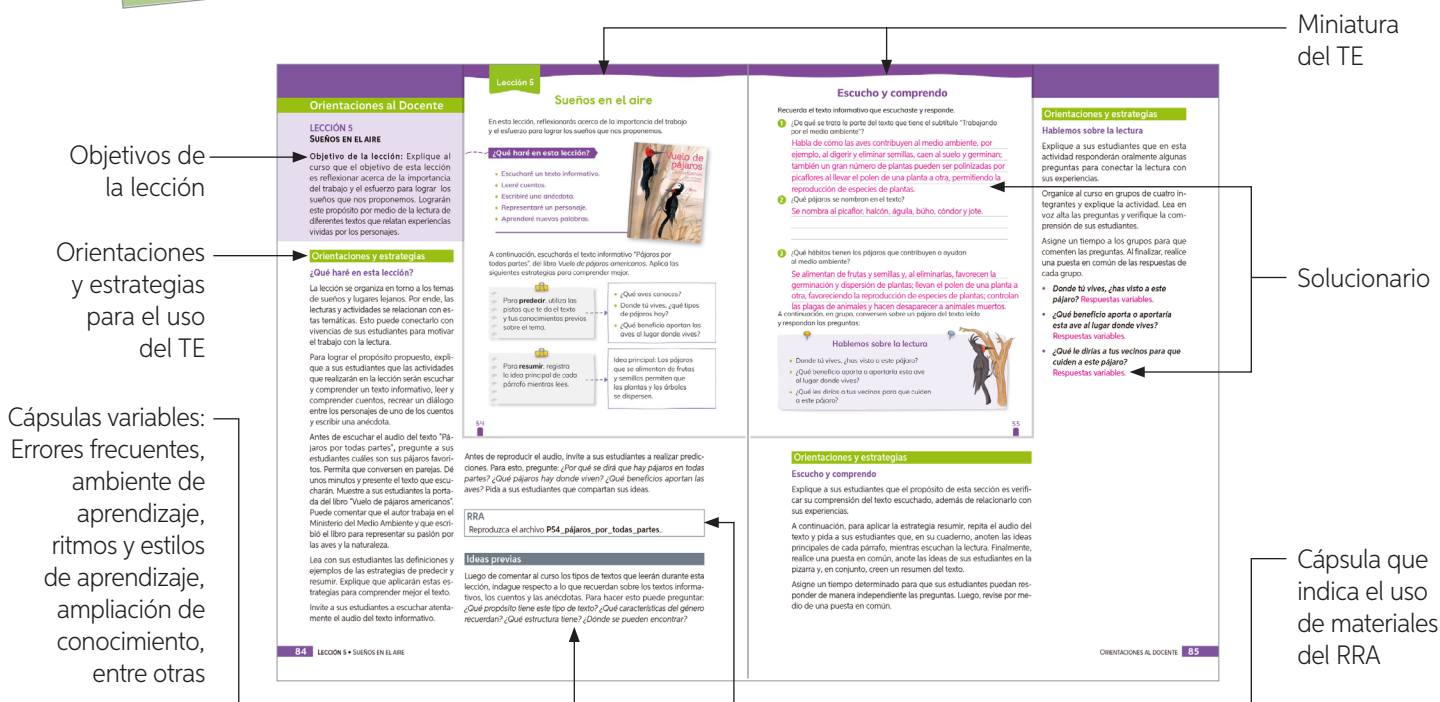 Miniatura
del TE
Objetivos de
la lección
Orientaciones
y estrategias
para el uso
del TE
Cápsulas variables:
Errores frecuentes,
ambiente de
aprendizaje,
ritmos y estilos
de aprendizaje,
ampliación de
conocimiento,
entre otras
Orientaciones al Docente
LECCIÓN 5
SUEÑOS EN EL AIRE
Objetivo de la lección: Explique al
curso que el objetivo de esta lección
es reflexionar acerca de la importancia
del trabajo y el esfuerzo para lograr los
sueños que nos proponemos. Lograrán
este propósito por medio de la lectura de
diferentes textos que relatan experiencias
vividas por los personajes.
Orientaciones y estrategias
¿Qué haré en esta lección?
La lección se organiza en torno a los temas
de sueños y lugares lejanos. Por ende, las
lecturas y actividades se relacionan con es-
tas temáticas. Esto puede conectarlo con
vivencias de sus estudiantes para motivar
el trabajo con la lectura.
Para lograr el propósito propuesto, expli-
que a sus estudiantes que las actividades
que realizarán en la lección serán escuchar
y comprender un texto informativo, leer y
comprender cuentos, recrear un diálogo
entre los personajes de uno de los cuentos
y escribir una anécdota.
Antes de escuchar el audio del texto "Pá-
jaros por todas partes", pregunte a sus
estudiantes cuáles son sus pájaros favori-
tos. Permita que conversen en parejas. Dé
unos minutos y presente el texto que escu-
charán. Muestre a sus estudiantes la porta-
da del libro "Vuelo de pájaros americanos".
Puede comentar que el autor trabaja en el
Ministerio del Medio Ambiente y que escri-
bió el libro para representar su pasión por
las aves y la naturaleza.
Lea con sus estudiantes las definiciones y
ejemplos de las estrategias de predecir y
resumir. Explique que aplicarán estas es-
trategias para comprender mejor el texto.
Invite a sus estudiantes a escuchar atenta-
mente el audio del texto informativo.
84 LECCIÓN 5 • SUEÑOS EN EL AIRE
Lección 5
Sueños en el aire
En esta lección, reflexionarás acerca de la importancia del trabajo
y el esfuerzo para lograr los sueños que nos proponemos.
¿Qué haré en esta lección?
• Escucharé un texto informativo.
• Leeré cuentos.
• Escribiré una anécdota.
• Representaré un personaje.
• Aprenderé nuevas palabras.
Vuelo de
pájaros
A continuación, escucharás el texto informativo "Pájaros por
todas partes", del libro Vuelo de pájaros americanos. Aplica las
siguientes estrategias para comprender mejor.
Para predecir, utiliza las
pistas que te da el texto
y tus conocimientos previos
sobre el tema.
• ¿Qué aves conoces?
• Donde tú vives, ¿qué tipos
de pájaros hay?
• ¿Qué beneficio aportan las
aves al lugar donde vives?
Para resumir, registra
la idea principal de cada
párrafo mientras lees.
Idea principal: Los pájaros
que se alimentan de frutas
y semillas permiten que
las plantas y los árboles
se dispersen.
54
Antes de reproducir el audio, invite a sus estudiantes a realizar predic-
ciones. Para esto, pregunte: ¿Por qué se dirá que hay pájaros en todas
partes? ¿Qué pájaros hay donde viven? ¿Qué beneficios aportan las
aves? Pida a sus estudiantes que compartan sus ideas.
RRA
Reproduzca el archivo P54_pájaros_por_todas_partes.
Ideas previas
Luego de comentar al curso los tipos de textos que leerán durante esta
lección, indague respecto a lo que recuerdan sobre los textos informa-
tivos, los cuentos y las anécdotas. Para hacer esto puede preguntar:
¿Qué propósito tiene este tipo de texto? ¿Qué características del género
recuerdan? ¿Qué estructura tiene? ¿Dónde se pueden encontrar?
Escucho y comprendo
Recuerda el texto informativo que escuchaste y responde.
1 ¿De qué se trata la parte del texto que tiene el subtítulo "Trabajando
por el medio ambiente"?
Habla de cómo las aves contribuyen al medio ambiente, por
ejemplo, al digerir y eliminar semillas, caen al suelo y germinan;
también un gran número de plantas pueden ser polinizadas por
picaflores al llevar el polen de una planta a otra, permitiendo la
reproducción de especies de plantas.
2 ¿Qué pájaros se nombran en el texto?
Se nombra al picaflor, halcón, águila, búho, cóndor y jote.
3 ¿Qué hábitos tienen los pájaros que contribuyen o ayudan
al medio ambiente?
Se alimentan de frutas y semillas y, al eliminarlas, favorecen la
germinación y dispersión de plantas; llevan el polen de una planta a
otra, favoreciendo la reproducción de especies de plantas; controlan
las plagas de animales y hacen desaparecer a animales muertos.
A continuación, en grupo, conversen sobre un pájaro del texto leído
y respondan las preguntas:
Hablemos sobre la lectura
• Donde tú vives, ¿has visto a este pájaro?
• ¿Qué beneficio aporta o aportaría esta ave
al lugar donde vives?
• ¿Qué les dirías a tus vecinos para que cuiden
a este pájaro?
55
Orientaciones y estrategias
Escucho y comprendo
Explique a sus estudiantes que el propósito de esta sección es verifi-
car su comprensión del texto escuchado, además de relacionarlo con
sus experiencias.
A continuación, para aplicar la estrategia resumir, repita el audio del
texto y pida a sus estudiantes que, en su cuaderno, anoten las ideas
principales de cada párrafo, mientras escuchan la lectura. Finalmente,
realice una puesta en común, anote las ideas de sus estudiantes en la
pizarra y, en conjunto, creen un resumen del texto.
Asigne un tiempo determinado para que sus estudiantes puedan res-
ponder de manera independiente las preguntas. Luego, revise por me-
dio de una puesta en común.
Orientaciones y estrategias
Hablemos sobre la lectura
Explique a sus estudiantes que en esta
actividad responderán oralmente algunas
preguntas para conectar la lectura con
sus experiencias.
Organice al curso en grupos de cuatro in-
tegrantes y explique la actividad. Lea en
voz alta las preguntas y verifique la com-
prensión de sus estudiantes.
Asigne un tiempo a los grupos para que
comenten las preguntas. Al finalizar, realice
una puesta en común de las respuestas de
cada grupo.
• Donde tú vives, ¿has visto a este
pájaro? Respuestas variables.
• ¿Qué beneficio aporta o aportaría
esta ave al lugar donde vives?
Respuestas variables.
• ¿Qué le dirías a tus vecinos para que
cuiden a este pájaro?
Respuestas variables.
ORIENTACIONES AL DOCENTE 85
Solucionario
Cápsula que
indica el uso
de materiales
del RRA